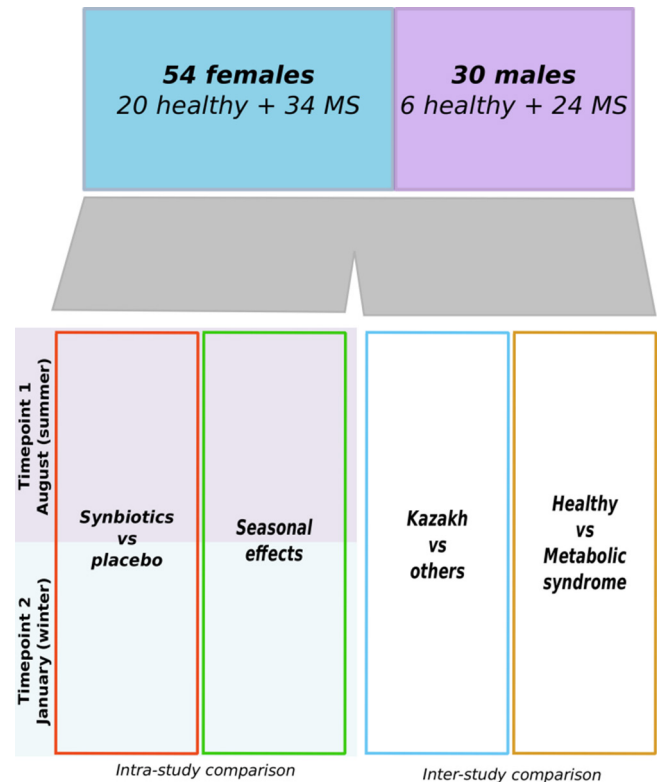 54 females
20 healthy + 34 MS
30 males
6 healthy + 24 MS
Timepoint 1
August (summer)
Timepoint 2
January (winter)
Synbiotics
vs
placebo
Seasonal
effects
Kazakh
vs
others
Healthy
vs
Metabolic
syndrome
Intra-study comparison
Inter-study comparison